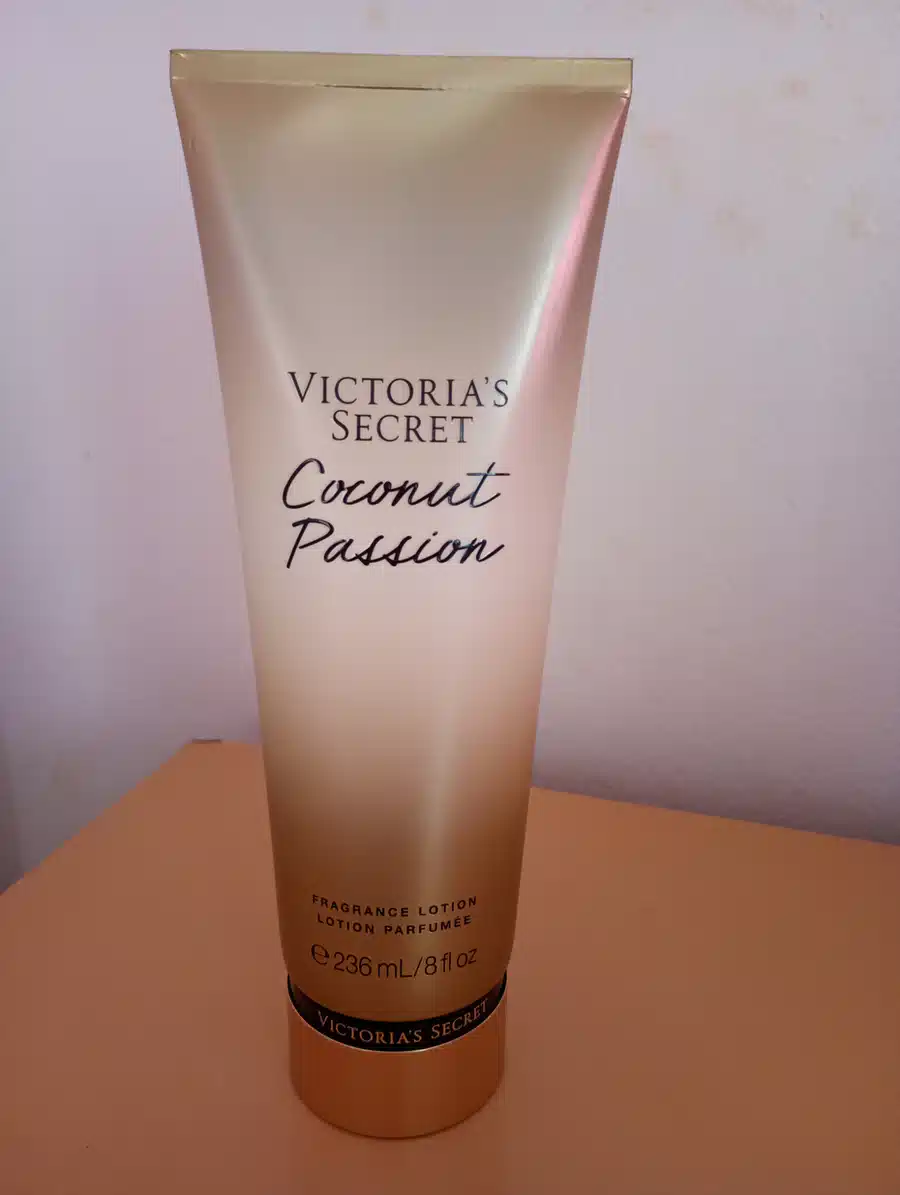 VICTORIA'S
SECRET
Coconut
Passion
FRAGRANCE LOTION
LOTION PARFUMÉE
℮ 236 mL/8 fl oz
VICTORIA'S SECRET